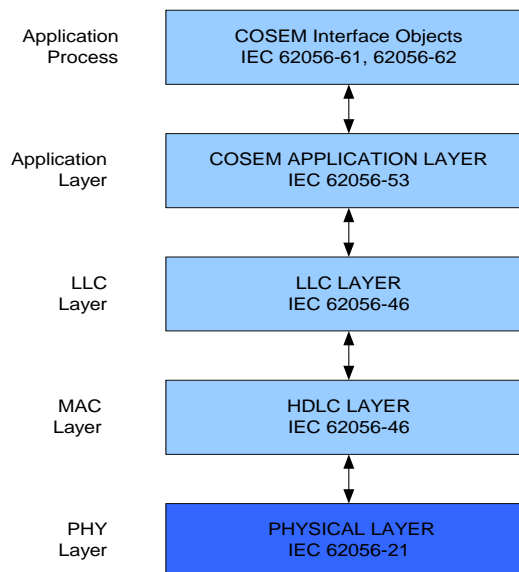 Application
Process
COSEM Interface Objects
IEC 62056-61, 62056-62
Application
Layer
COSEM APPLICATION LAYER
IEC 62056-53
LLC
Layer
LLC LAYER
IEC 62056-46
MAC
Layer
HDLC LAYER
IEC 62056-46
PHY
Layer
PHYSICAL LAYER
IEC 62056-21